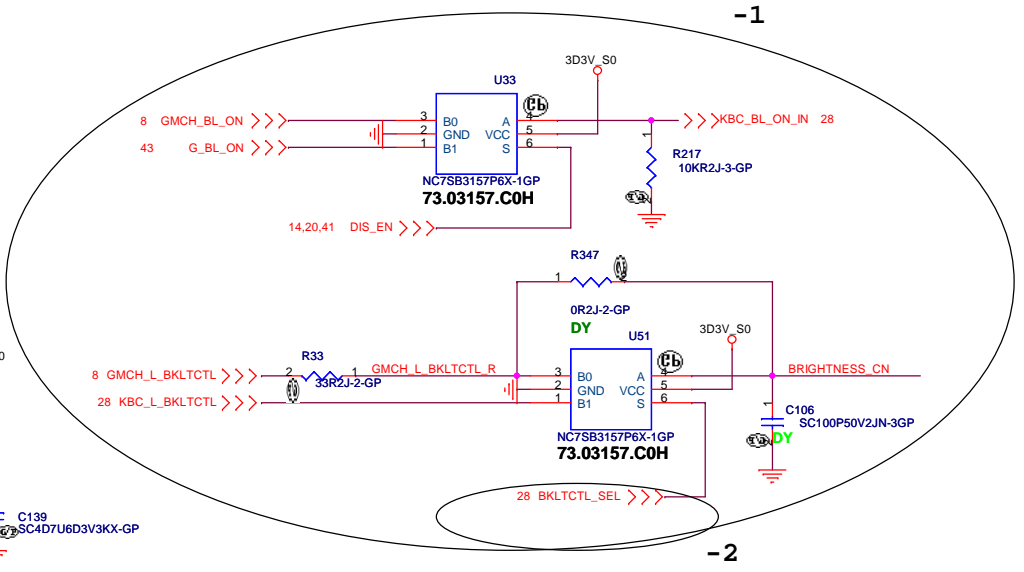 -1
3D3V_S0
U33
8 GMCH_BL_ON
3 B0 A 4
KBC_BL_ON_IN 28
2 GND VCC 5
43 G_BL_ON
1 B1 S 6
1
R217
10KR2J-3-GP
NC7SB3157P6X-1GP
73.03157.C0H
14,20,41 DIS_EN
R347
1
0R2J-2-GP
DY
U51
3D3V_S0
0
R33
8 GMCH_L_BKLTCTL
2 1
33R2J-2-GP
GMCH_L_BKLTCTL_R
3 B0 A 4
BRIGHTNESS_CN
2 GND VCC 5
28 KBC_L_BKLTCTL
1 B1 S 6
1
C106
SC100P50V2JN-3GP
DY
NC7SB3157P6X-1GP
73.03157.C0H
28 BKLTCTL_SEL
C139
SC4D7U6D3V3KX-GP
-2